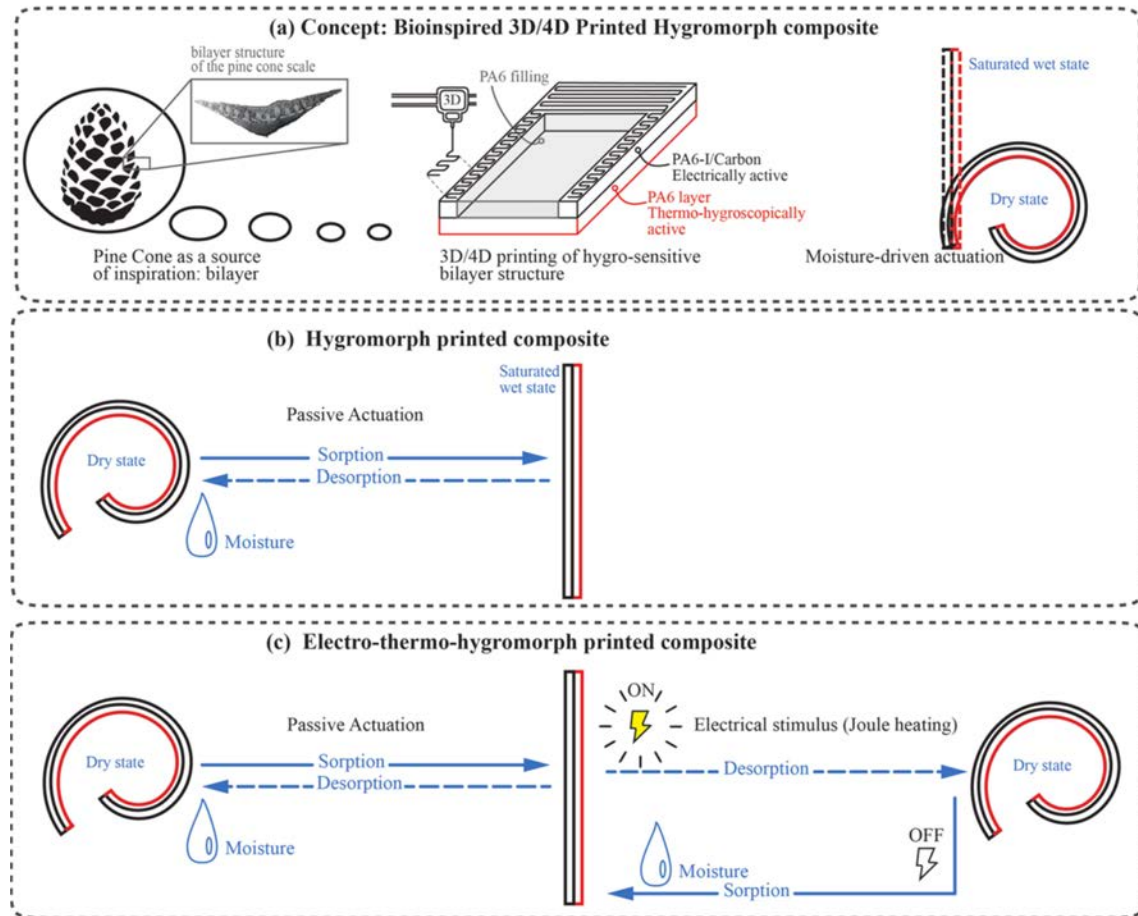 (a) Concept: Bioinspired 3D/4D Printed Hygromorph composite
bilayer structure
of the pine cone scale
PA6 filling
3D
Saturated wet state
PA6-I/Carbon
Electrically active
PA6 layer
Thermo-hygroscopically
active
Dry state
Pine Cone as a source
of inspiration: bilayer
3D/4D printing of hygro-sensitive
bilayer structure
Moisture-driven actuation
(b) Hygromorph printed composite
Saturated
wet state
Passive Actuation
Dry state
Sorption
Desorption
Moisture
(c) Electro-thermo-hygromorph printed composite
ON
Passive Actuation
Electrical stimulus (Joule heating)
Dry state
Sorption
Desorption
Desorption
Dry state
Moisture
OFF
Moisture
Sorption